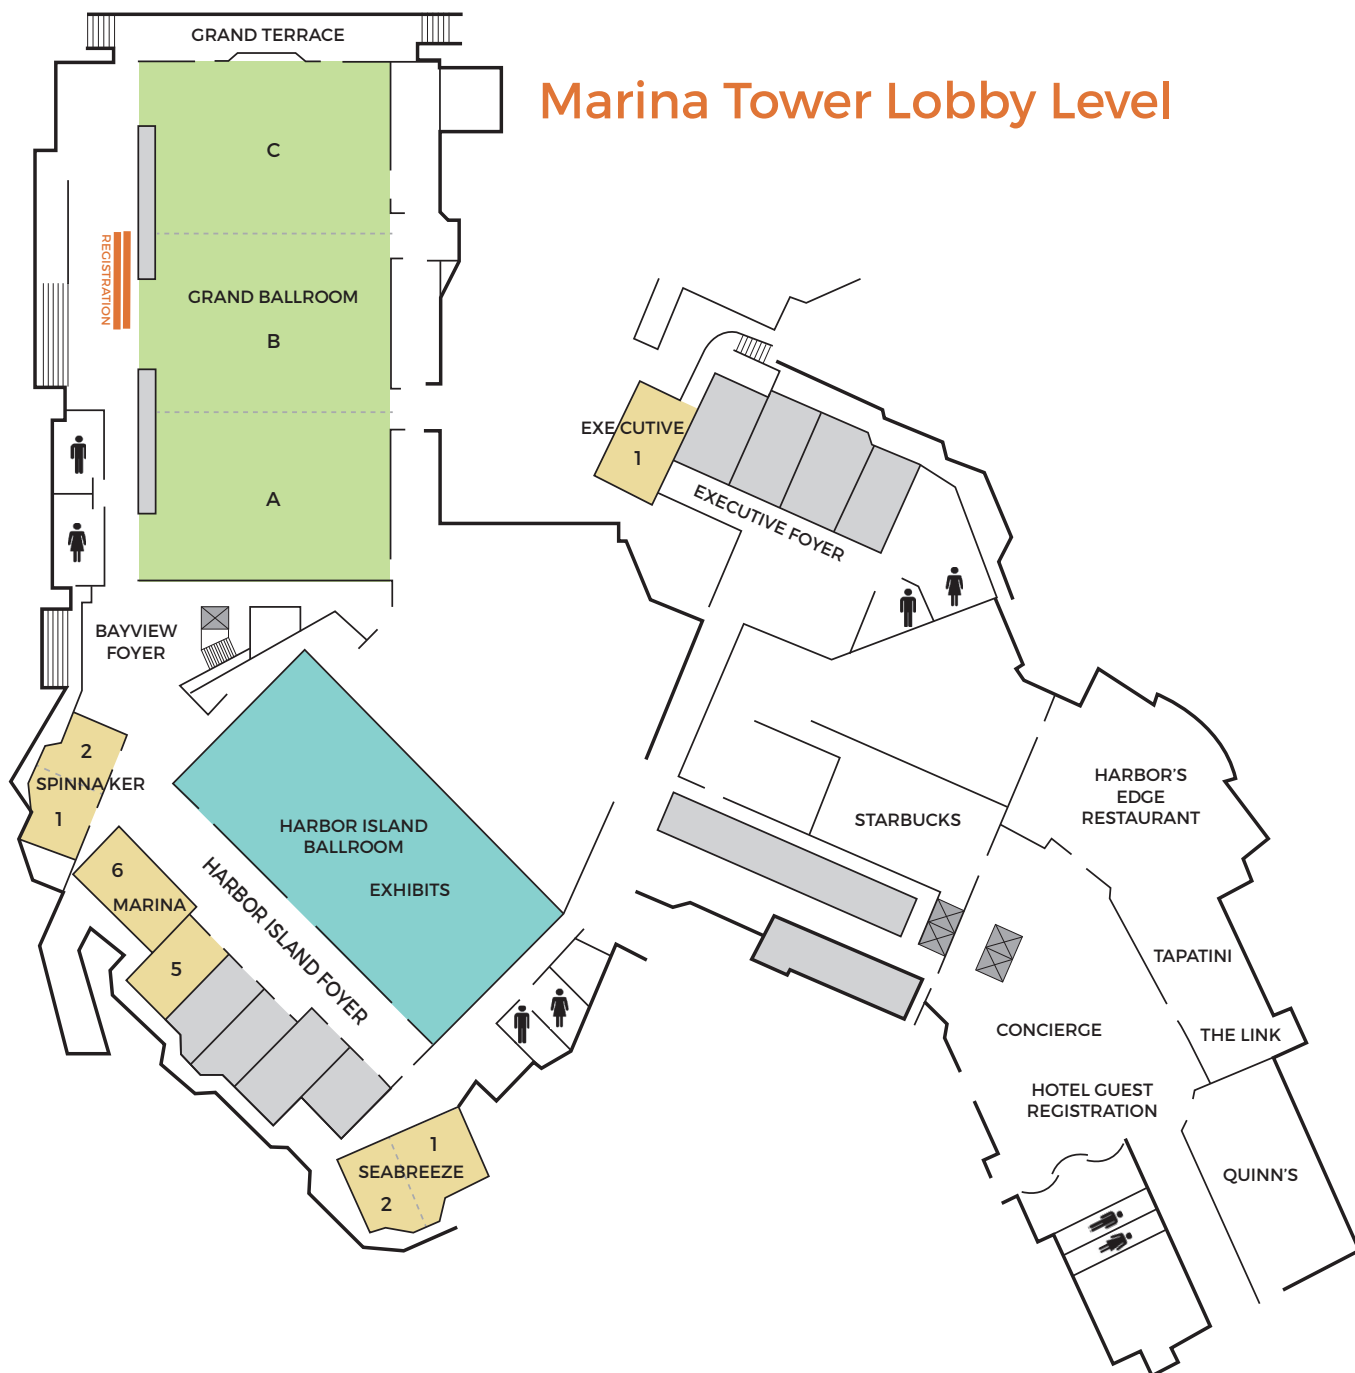 GRAND TERRACE
Marina Tower Lobby Level
C
REGISTRATION
GRAND BALLROOM
B
A
EXECUTIVE
1
EXECUTIVE FOYER
BAYVIEW
FOYER
2
SPINNAKER
1
6
MARINA
5
HARBOR ISLAND
BALLROOM
EXHIBITS
HARBOR ISLAND FOYER
1
SEABREEZE
2
STARBUCKS
HARBOR'S
EDGE
RESTAURANT
TAPATINI
CONCIERGE
THE LINK
HOTEL GUEST
REGISTRATION
QUINN'S